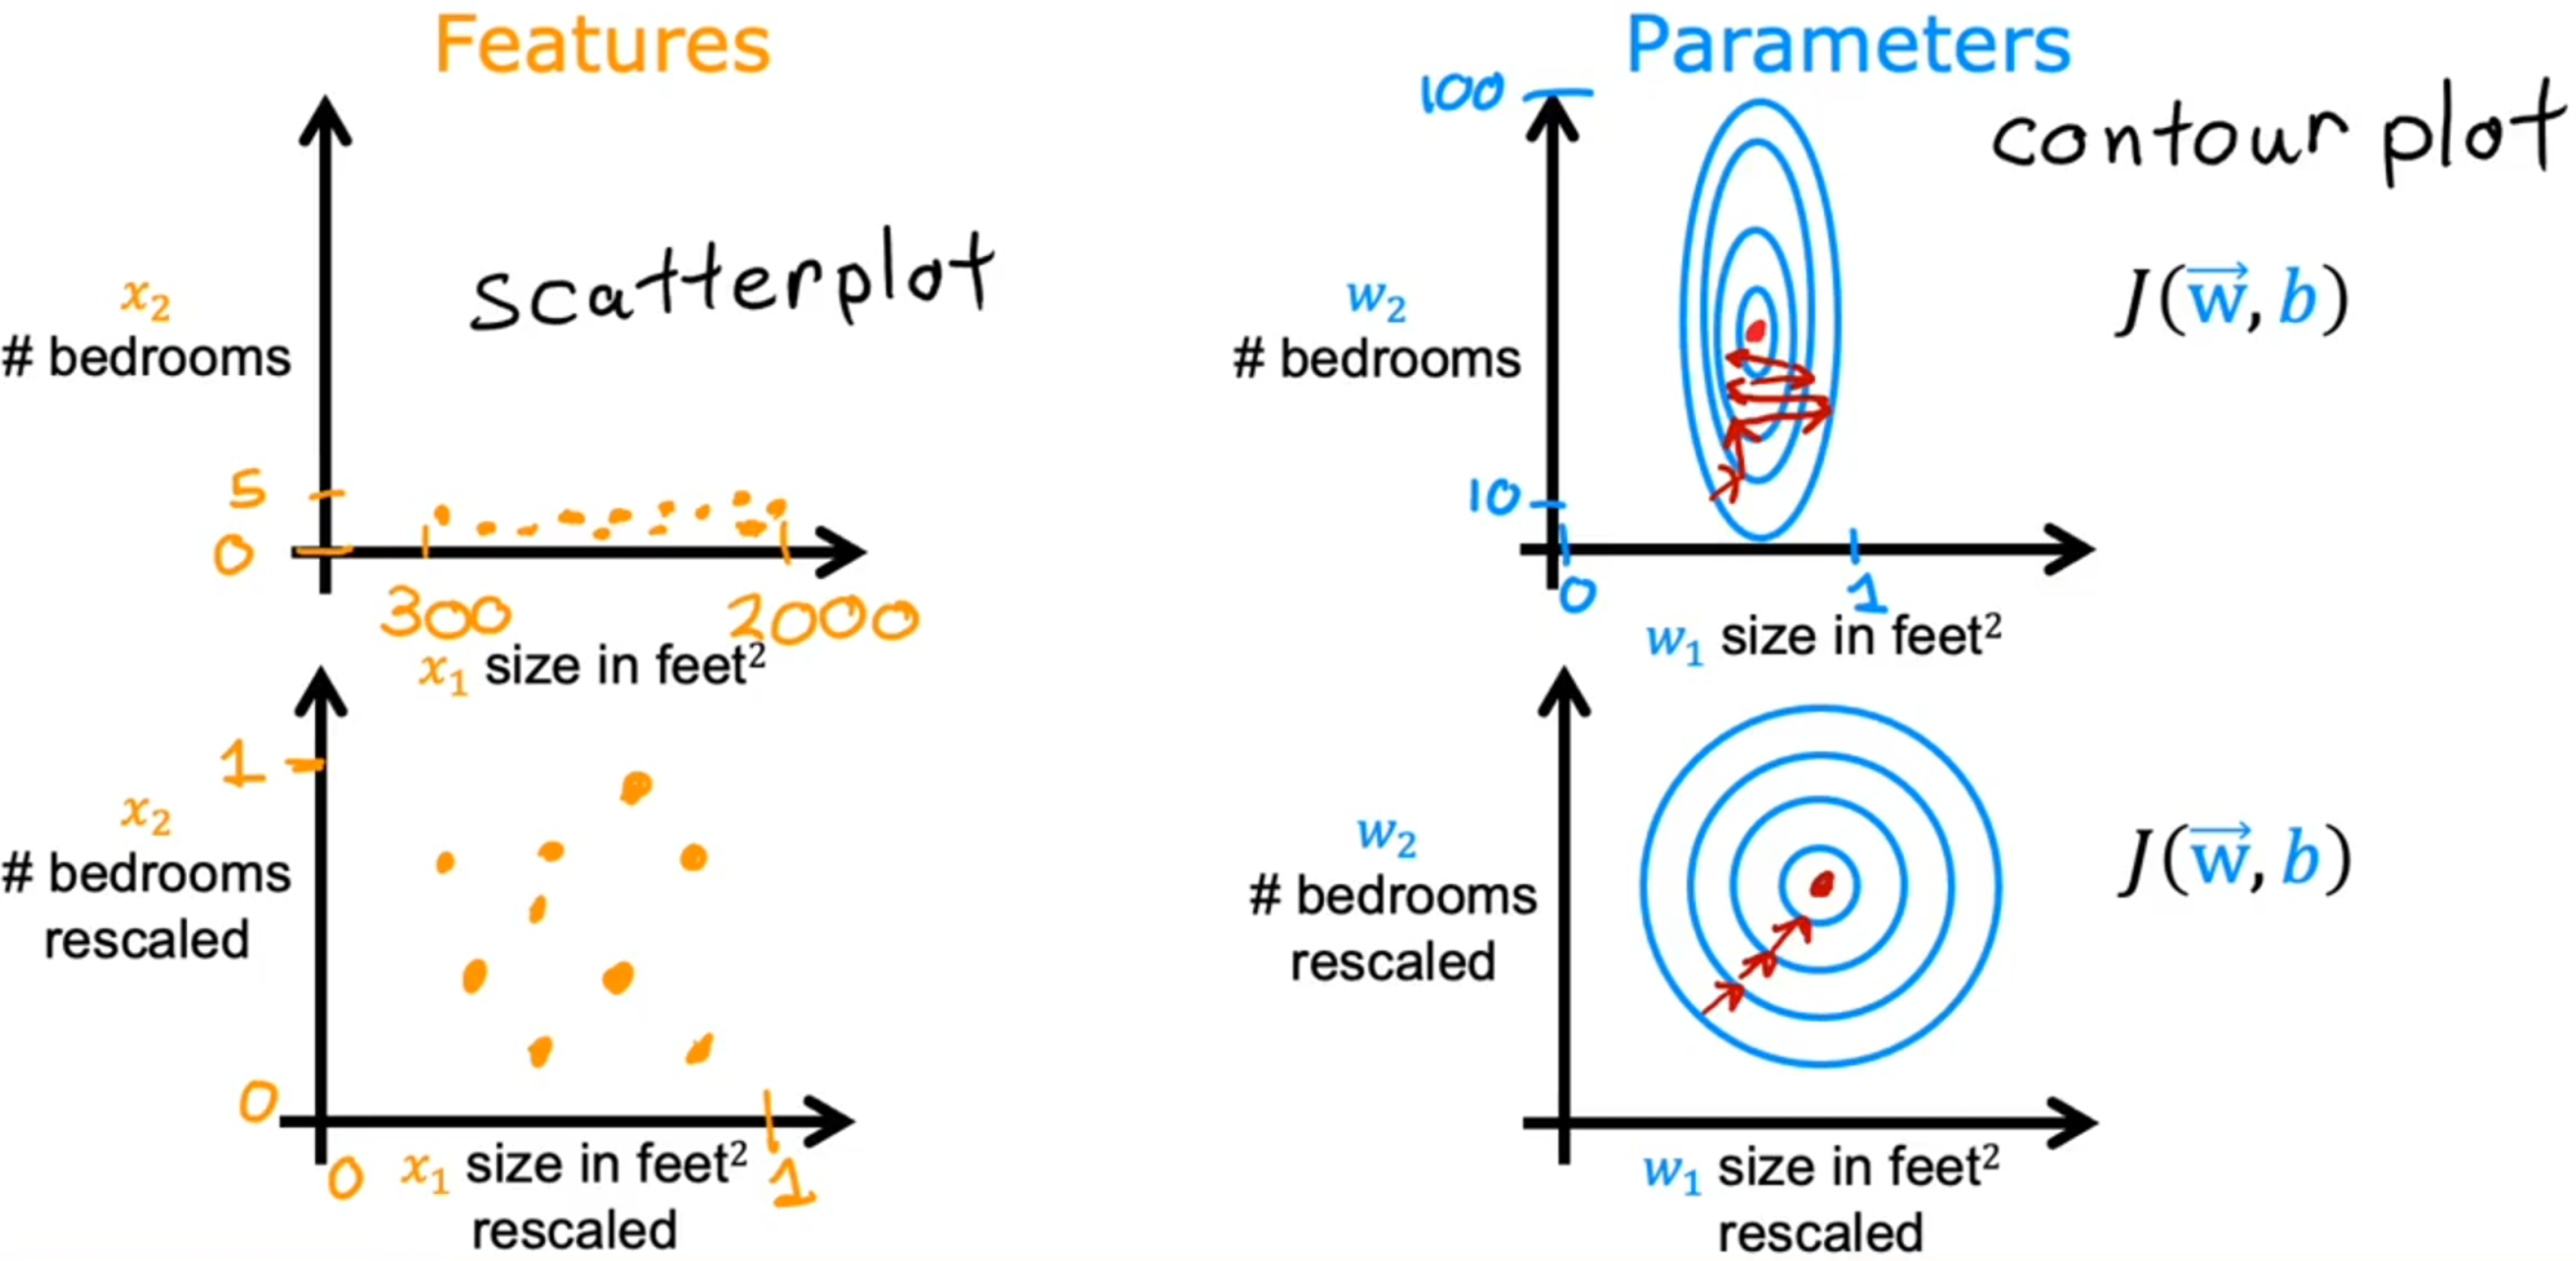 Features
scatterplot
x₂
# bedrooms
5
0
300
2000
x₁ size in feet²
1
x₂
# bedrooms
rescaled
0
0
x₁ size in feet²
1
rescaled
Parameters
contour plot
100
w₂
# bedrooms
J(w⃗, b)
10
0
1
w₁ size in feet²
w₂
# bedrooms
rescaled
J(w⃗, b)
w₁ size in feet²
rescaled